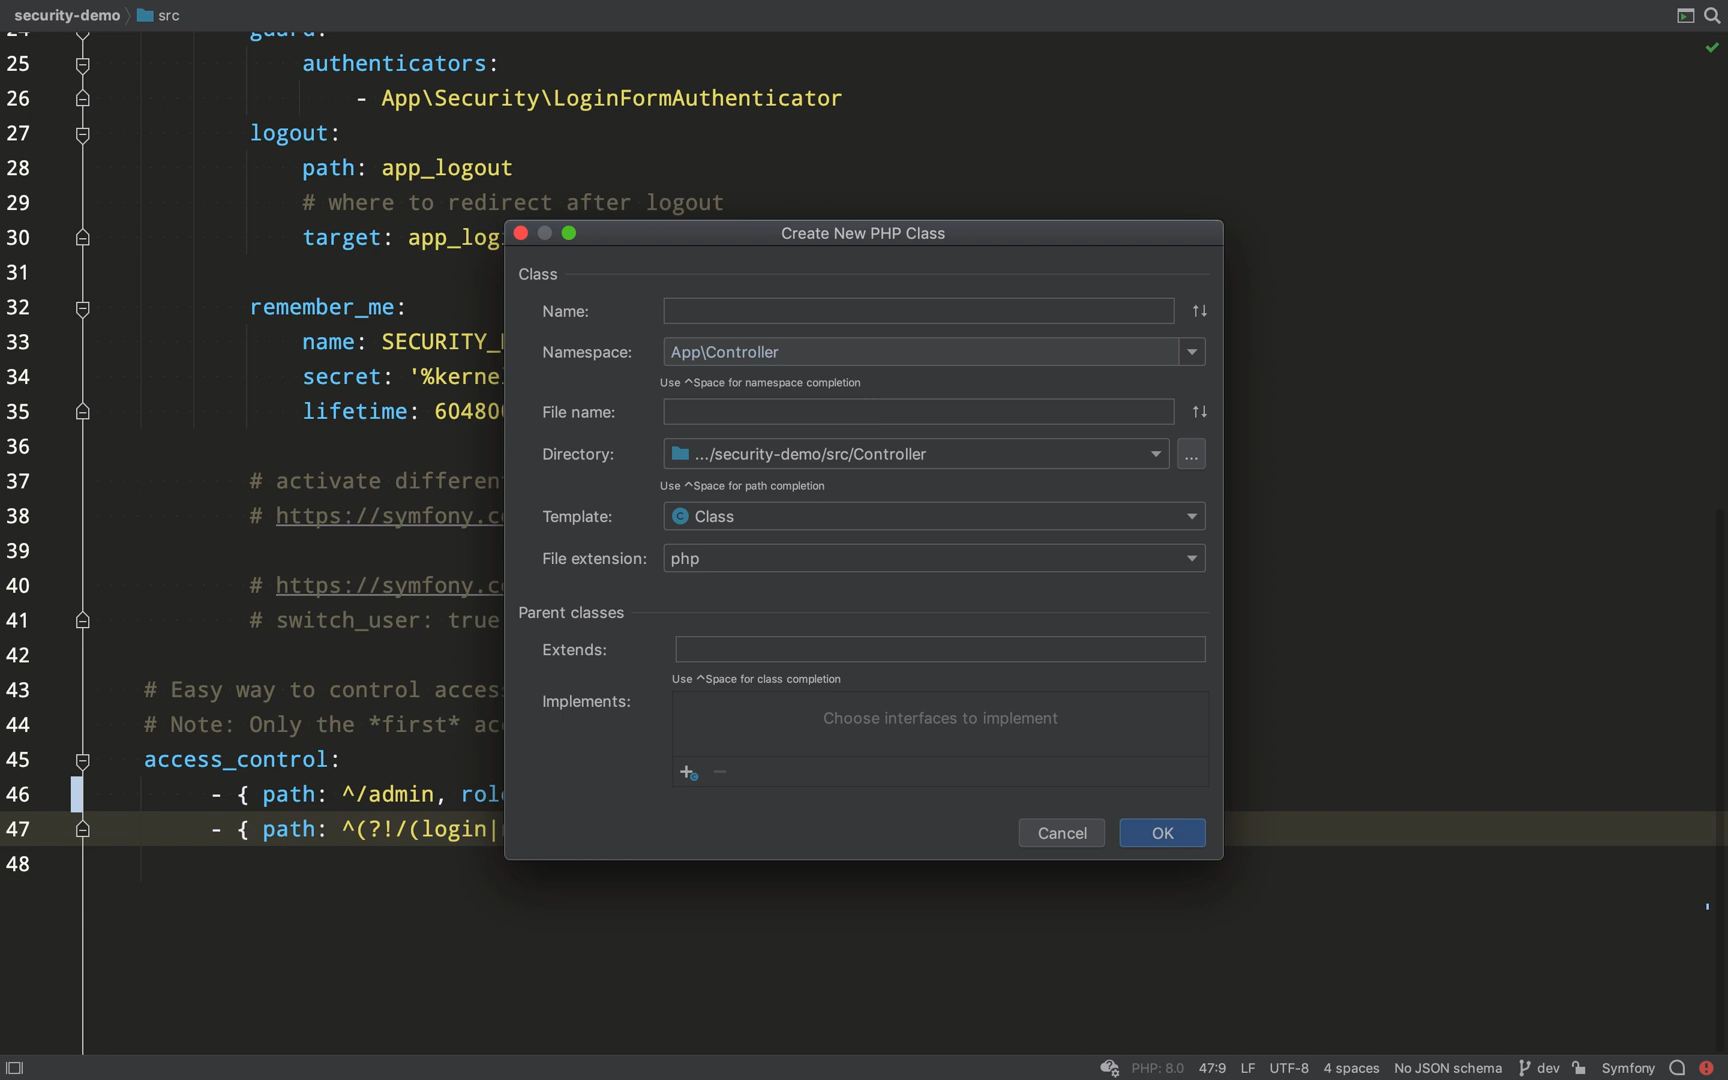 security-demo src
24 guard:
25 authenticators:
26 - App\Security\LoginFormAuthenticator
27 logout:
28 path: app_logout
29 # where to redirect after logout
30 target: app_log
31
32 remember_me:
33 name: SECURITY_
34 secret: '%kerne
35 lifetime: 60480
36
37 # activate different
38 # https://symfony.c
39
40 # https://symfony.c
41 # switch_user: true
42
43 # Easy way to control access
44 # Note: Only the *first* ac
45 access_control:
46 - { path: ^/admin, rol
47 - { path: ^(?!/(login|
48
Create New PHP Class
Class
Name:
Namespace: App\Controller
Use ^Space for namespace completion
File name:
Directory: .../security-demo/src/Controller ...
Use ^Space for path completion
Template: C Class
File extension: php
Parent classes
Extends:
Use ^Space for class completion
Implements:
Choose interfaces to implement
Cancel OK
PHP: 8.0 47:9 LF UTF-8 4 spaces No JSON schema dev Symfony